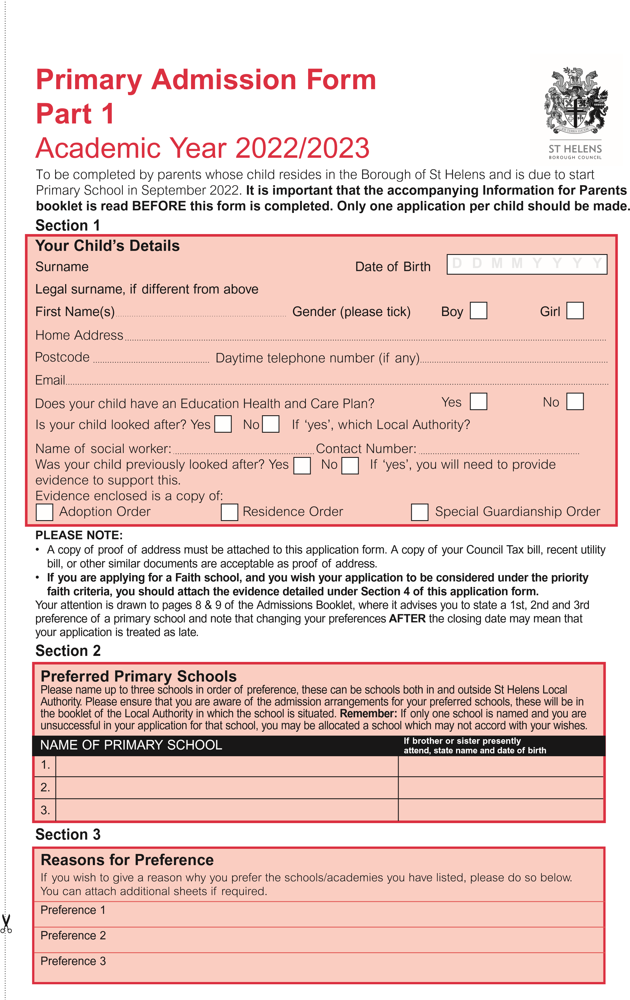 Primary Admission Form
Part 1
Academic Year 2022/2023
EX TERRA LUCEM
ST HELENS
BOROUGH COUNCIL
To be completed by parents whose child resides in the Borough of St Helens and is due to start
Primary School in September 2022. It is important that the accompanying Information for Parents
booklet is read BEFORE this form is completed. Only one application per child should be made.
Section 1
Your Child’s Details
Surname Date of Birth D D M M Y Y Y Y
Legal surname, if different from above
First Name(s) Gender (please tick) Boy Girl
Home Address
Postcode Daytime telephone number (if any)
Email
Does your child have an Education Health and Care Plan? Yes No
Is your child looked after? Yes No If ‘yes’, which Local Authority?
Name of social worker: Contact Number:
Was your child previously looked after? Yes No If ‘yes’, you will need to provide
evidence to support this.
Evidence enclosed is a copy of:
Adoption Order Residence Order Special Guardianship Order
PLEASE NOTE:
• A copy of proof of address must be attached to this application form. A copy of your Council Tax bill, recent utility
bill, or other similar documents are acceptable as proof of address.
• If you are applying for a Faith school, and you wish your application to be considered under the priority
faith criteria, you should attach the evidence detailed under Section 4 of this application form.
Your attention is drawn to pages 8 & 9 of the Admissions Booklet, where it advises you to state a 1st, 2nd and 3rd
preference of a primary school and note that changing your preferences AFTER the closing date may mean that
your application is treated as late.
Section 2
Preferred Primary Schools
Please name up to three schools in order of preference, these can be schools both in and outside St Helens Local
Authority. Please ensure that you are aware of the admission arrangements for your preferred schools, these will be in
the booklet of the Local Authority in which the school is situated. Remember: If only one school is named and you are
unsuccessful in your application for that school, you may be allocated a school which may not accord with your wishes.
NAME OF PRIMARY SCHOOL
If brother or sister presently
attend, state name and date of birth
1.
2.
3.
Section 3
Reasons for Preference
If you wish to give a reason why you prefer the schools/academies you have listed, please do so below.
You can attach additional sheets if required.
Preference 1
Preference 2
Preference 3